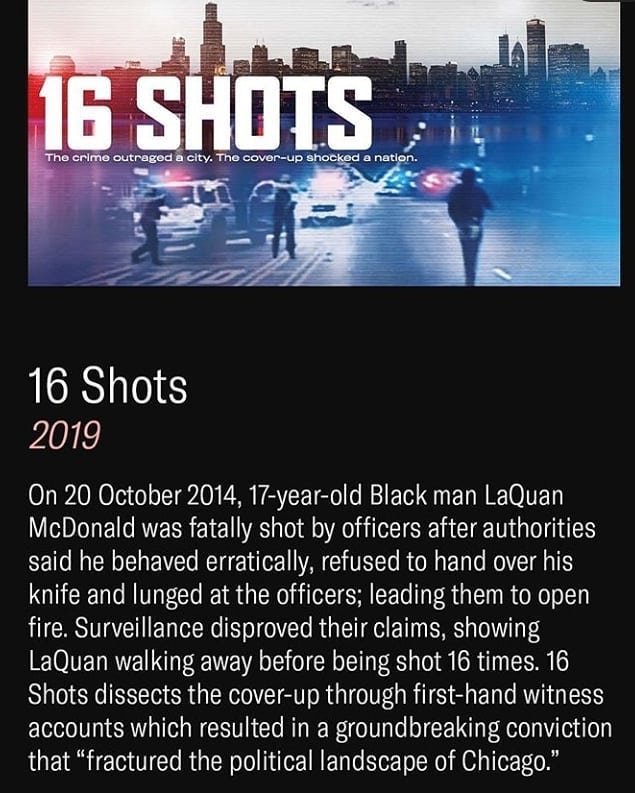 16 SHOTS
The crime outraged a city. The cover-up shocked a nation.
16 Shots
2019
On 20 October 2014, 17-year-old Black man LaQuan
McDonald was fatally shot by officers after authorities
said he behaved erratically, refused to hand over his
knife and lunged at the officers; leading them to open
fire. Surveillance disproved their claims, showing
LaQuan walking away before being shot 16 times. 16
Shots dissects the cover-up through first-hand witness
accounts which resulted in a groundbreaking conviction
that “fractured the political landscape of Chicago.”